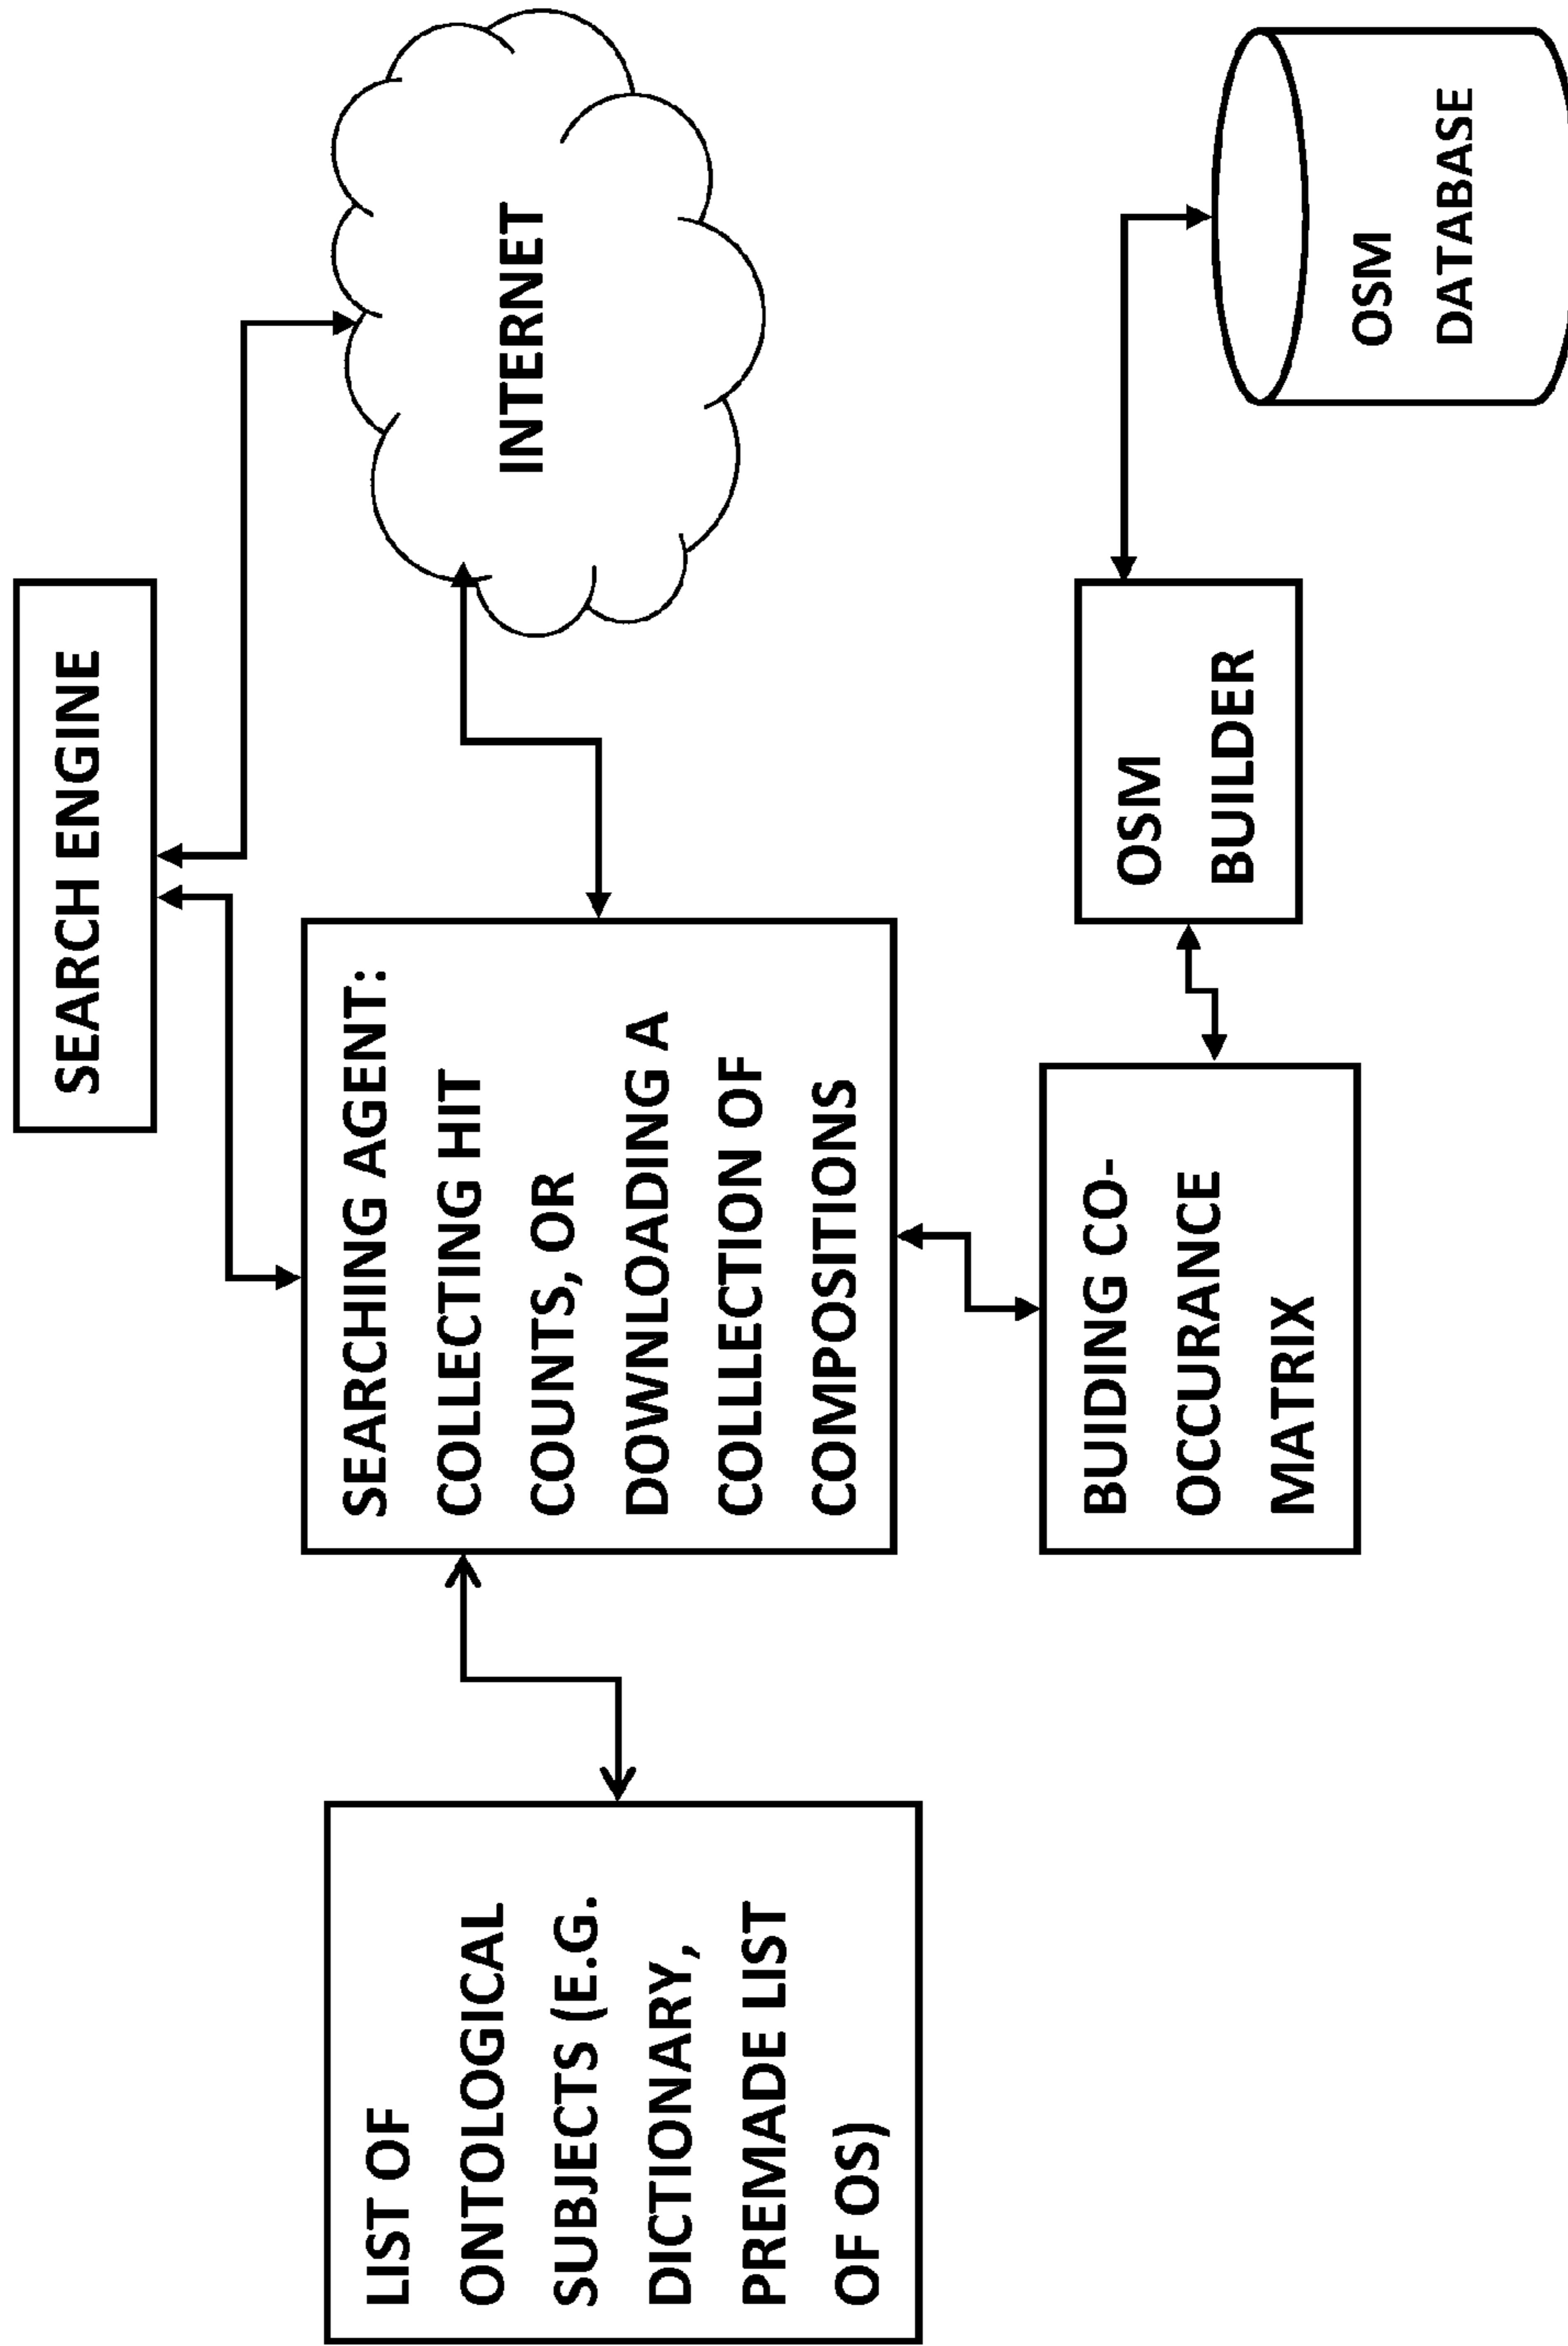 SEARCH ENGINE
LIST OF
ONTOLOGICAL
SUBJECTS (E.G.
DICTIONARY,
PREMADE LIST
OF OS)
SEARCHING AGENT:
COLLECTING HIT
COUNTS, OR
DOWNLOADING A
COLLLECTION OF
COMPOSITIONS
INTERNET
BUIDING CO-
OCCURANCE
MATRIX
OSM
BUILDER
OSM
DATABASE